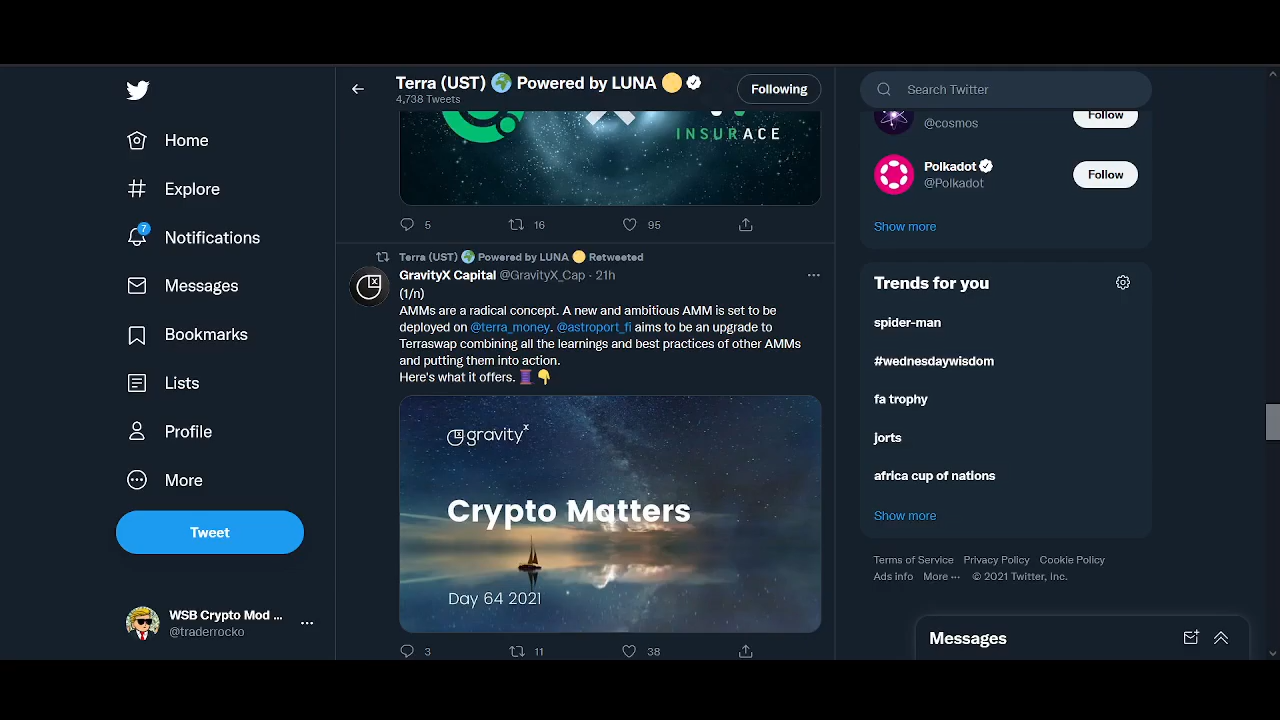 Home
Explore
7
Notifications
Messages
Bookmarks
Lists
Profile
More
Tweet
WSB Crypto Mod ...
@traderrocko
Terra (UST) 🌍 Powered by LUNA 🌕
4,738 Tweets
Following
INSURACE
5 16 95
Terra (UST) 🌍 Powered by LUNA 🌕 Retweeted
GravityX Capital @GravityX_Cap · 21h
(1/n)
AMMs are a radical concept. A new and ambitious AMM is set to be
deployed on @terra_money. @astroport_fi aims to be an upgrade to
Terraswap combining all the learnings and best practices of other AMMs
and putting them into action.
Here's what it offers. 🧵👇
gravityx
Crypto Matters
Day 64 2021
3 11 38
Search Twitter
@cosmos
Follow
Polkadot
@Polkadot
Follow
Show more
Trends for you
spider-man
#wednesdaywisdom
fa trophy
jorts
africa cup of nations
Show more
Terms of Service Privacy Policy Cookie Policy
Ads info More ··· © 2021 Twitter, Inc.
Messages